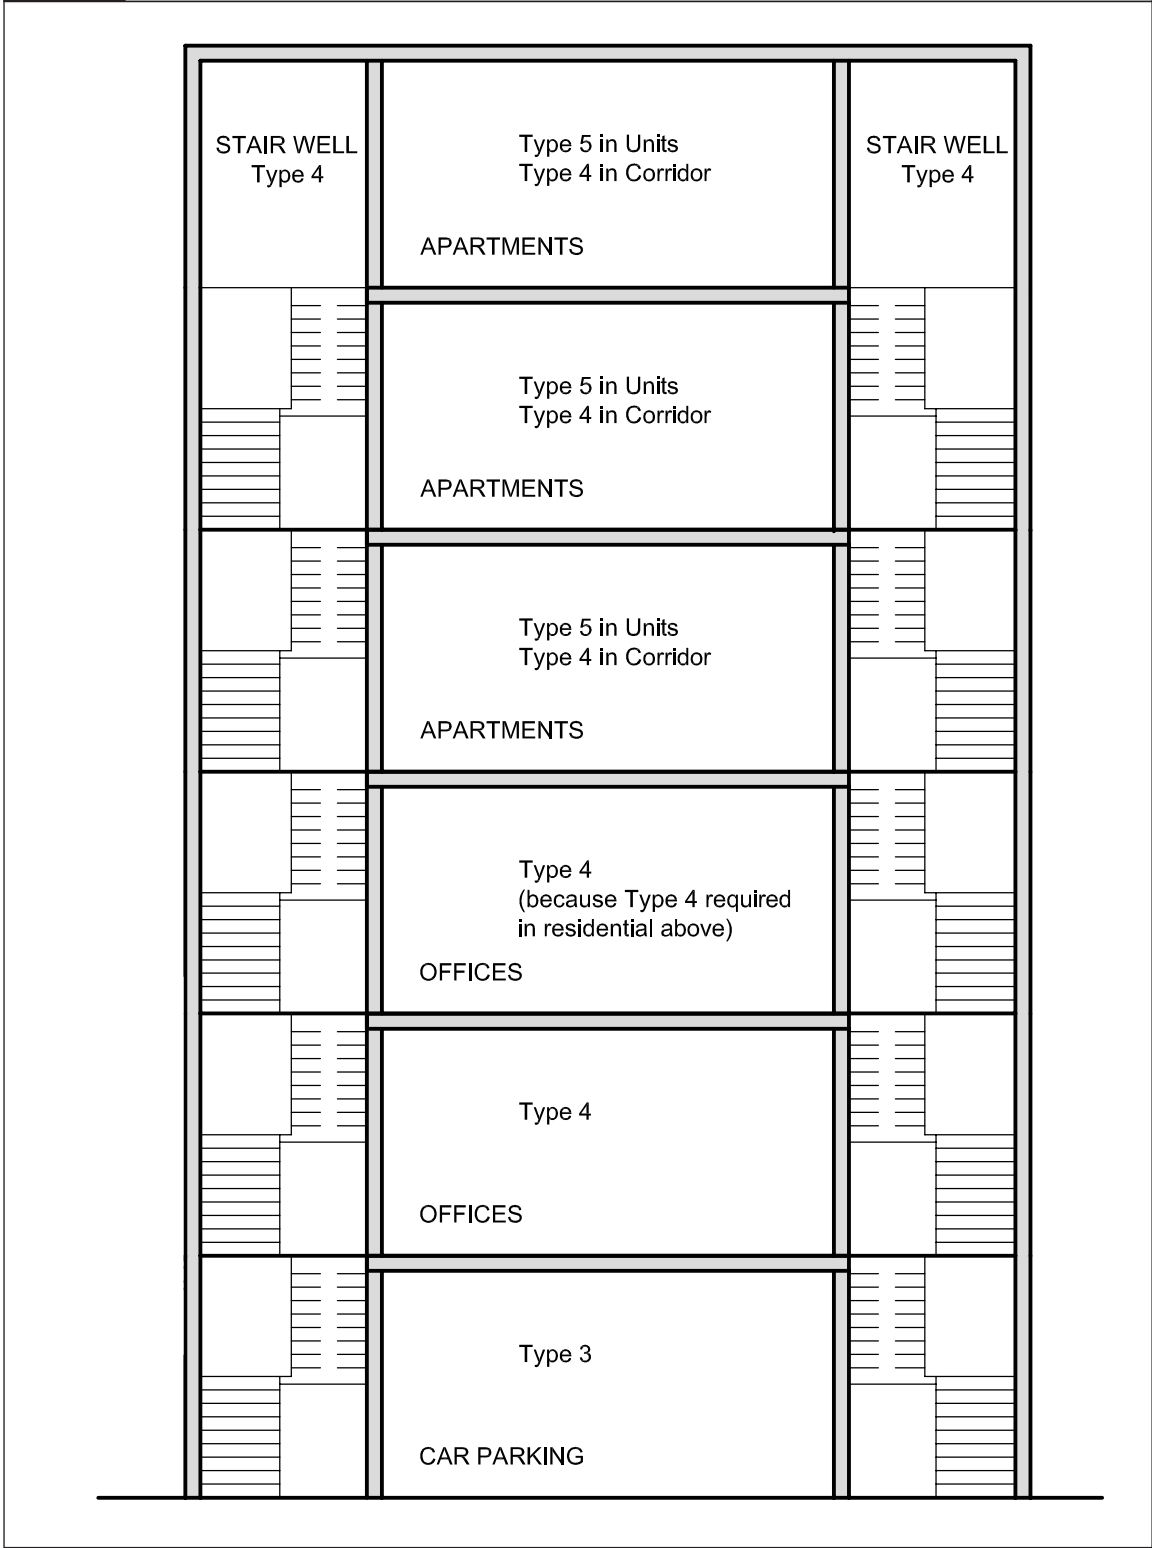 STAIR WELL
Type 4
Type 5 in Units
Type 4 in Corridor
APARTMENTS
STAIR WELL
Type 4
Type 5 in Units
Type 4 in Corridor
APARTMENTS
Type 5 in Units
Type 4 in Corridor
APARTMENTS
Type 4
(because Type 4 required
in residential above)
OFFICES
Type 4
OFFICES
Type 3
CAR PARKING